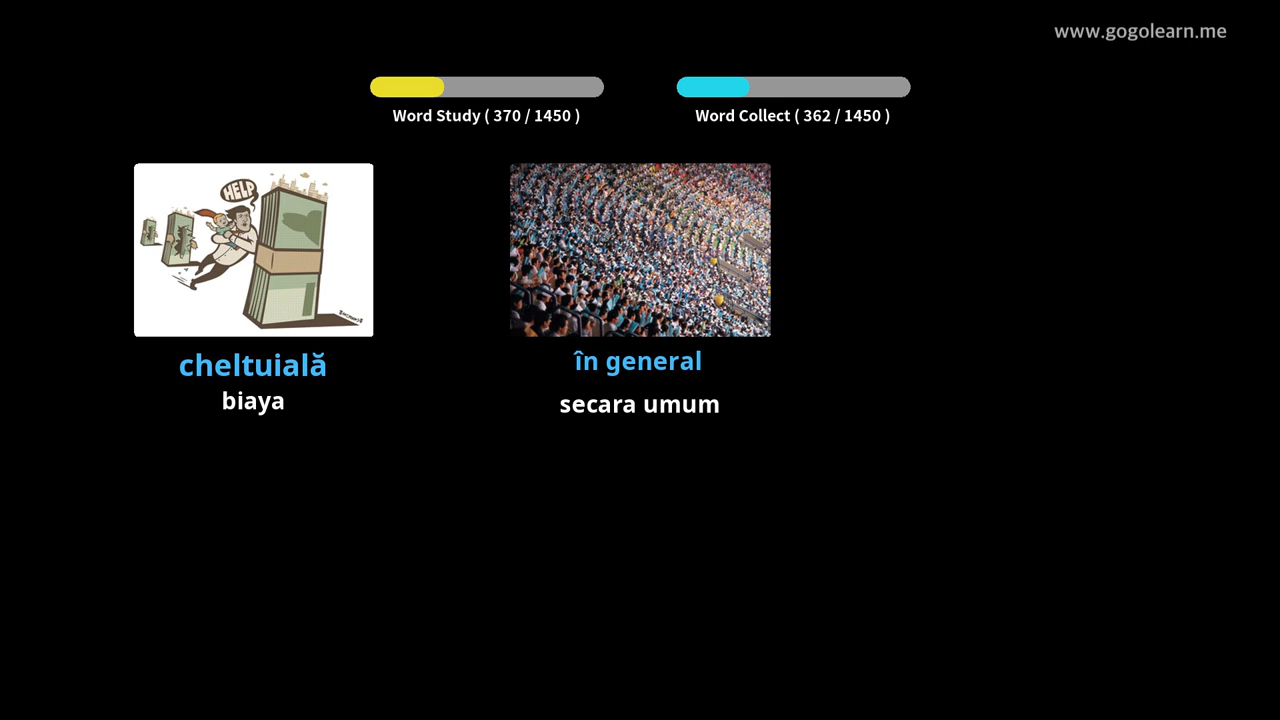 www.gogolearn.me
Word Study ( 370 / 1450 )
Word Collect ( 362 / 1450 )
HELP
cheltuială
biaya
în general
secara umum